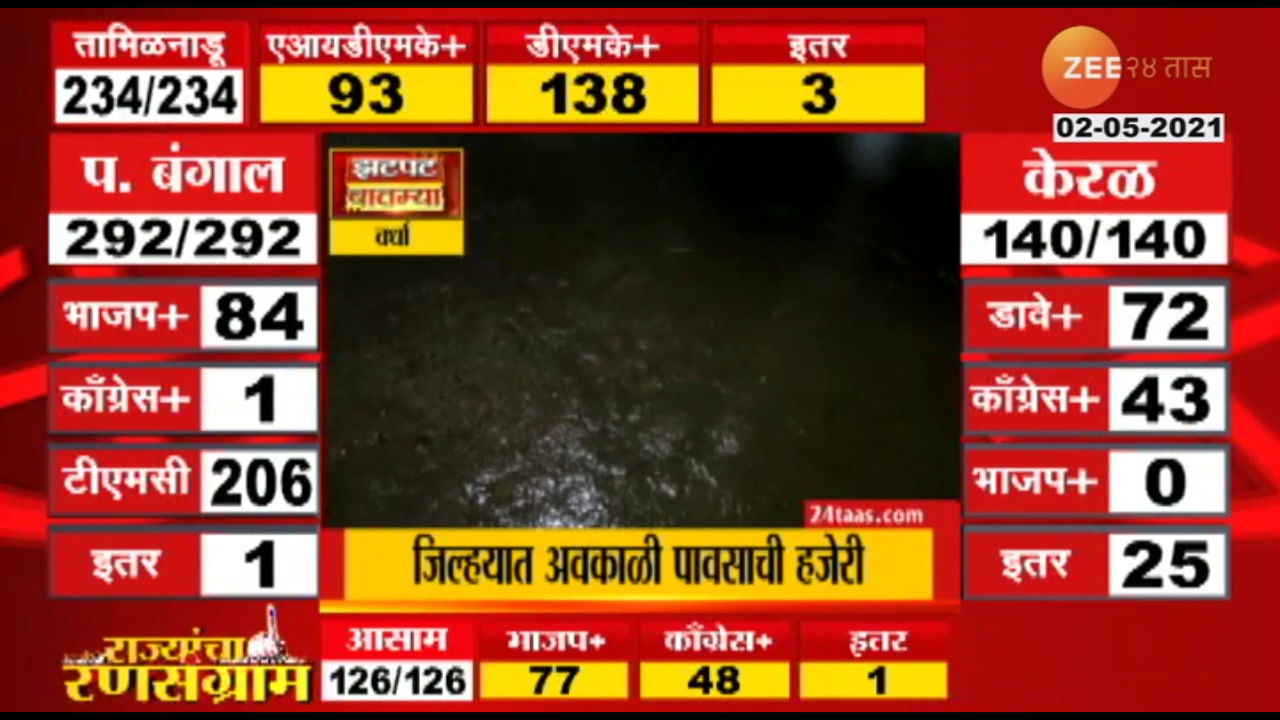 तामिळनाडू एआयडीएमके+ डीएमके+ इतर
234/234 93 138 3
ZEE २४ तास
02-05-2021
प. बंगाल
292/292
भाजप+ 84
काँग्रेस+ 1
टीएमसी 206
इतर 1
झटपट
बातम्या
वर्धा
24taas.com
जिल्हयात अवकाळी पावसाची हजेरी
केरळ
140/140
डावे+ 72
काँग्रेस+ 43
भाजप+ 0
इतर 25
राज्यांचा
रणसंग्राम
आसाम भाजप+ काँग्रेस+ इतर
126/126 77 48 1